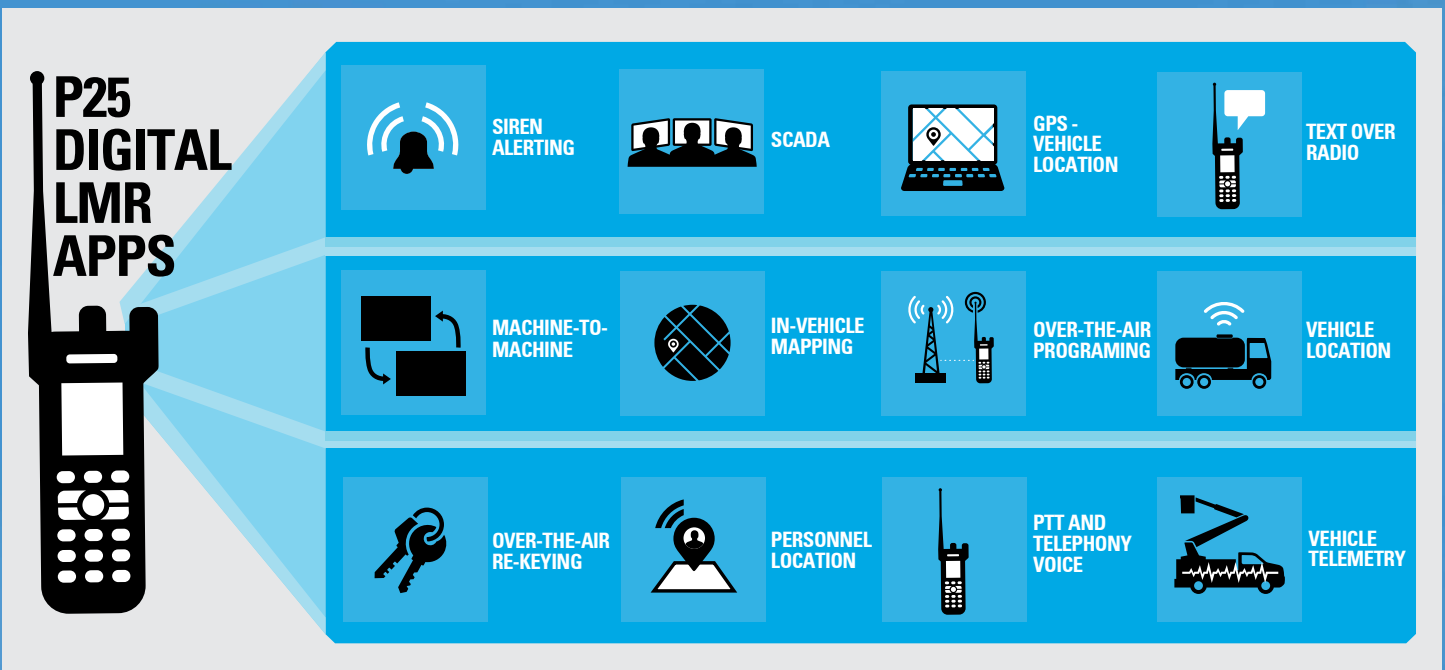 P25
DIGITAL
LMR
APPS
SIREN
ALERTING
SCADA
GPS -
VEHICLE
LOCATION
TEXT OVER
RADIO
MACHINE-TO-
MACHINE
IN-VEHICLE
MAPPING
OVER-THE-AIR
PROGRAMING
VEHICLE
LOCATION
OVER-THE-AIR
RE-KEYING
PERSONNEL
LOCATION
PTT AND
TELEPHONY
VOICE
VEHICLE
TELEMETRY